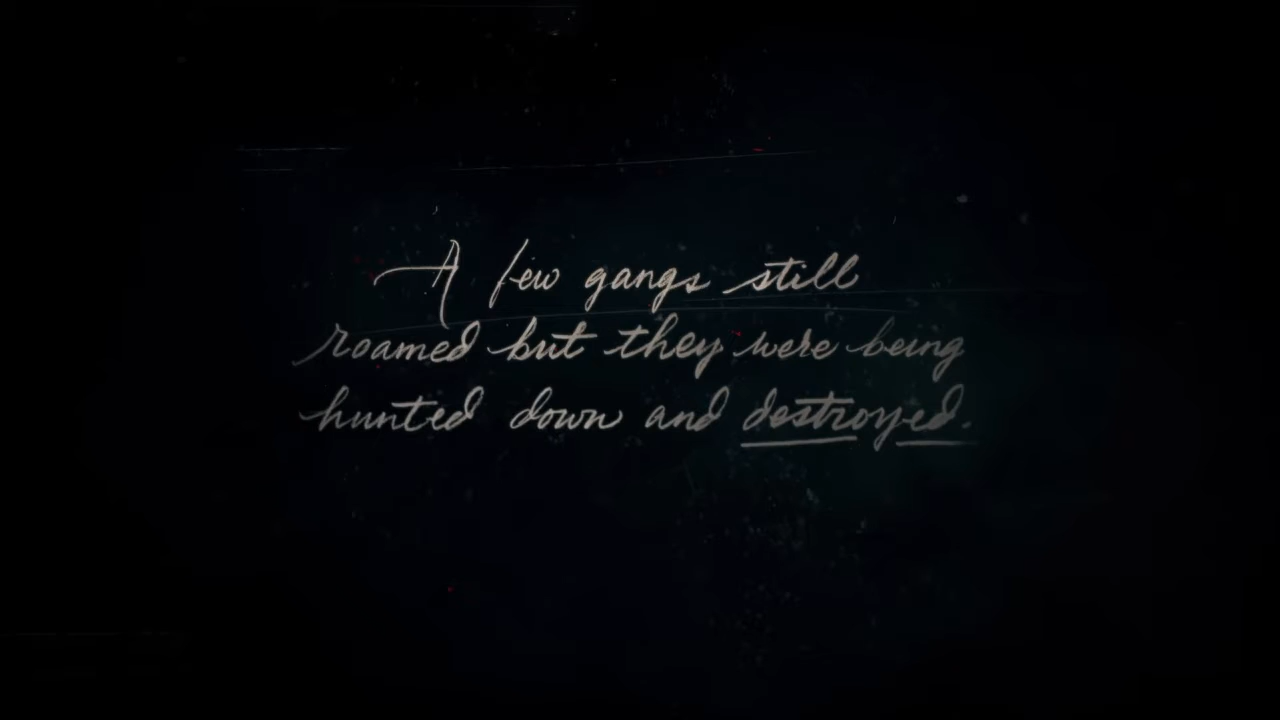 A few gangs still
roamed but they were being
hunted down and destroyed.